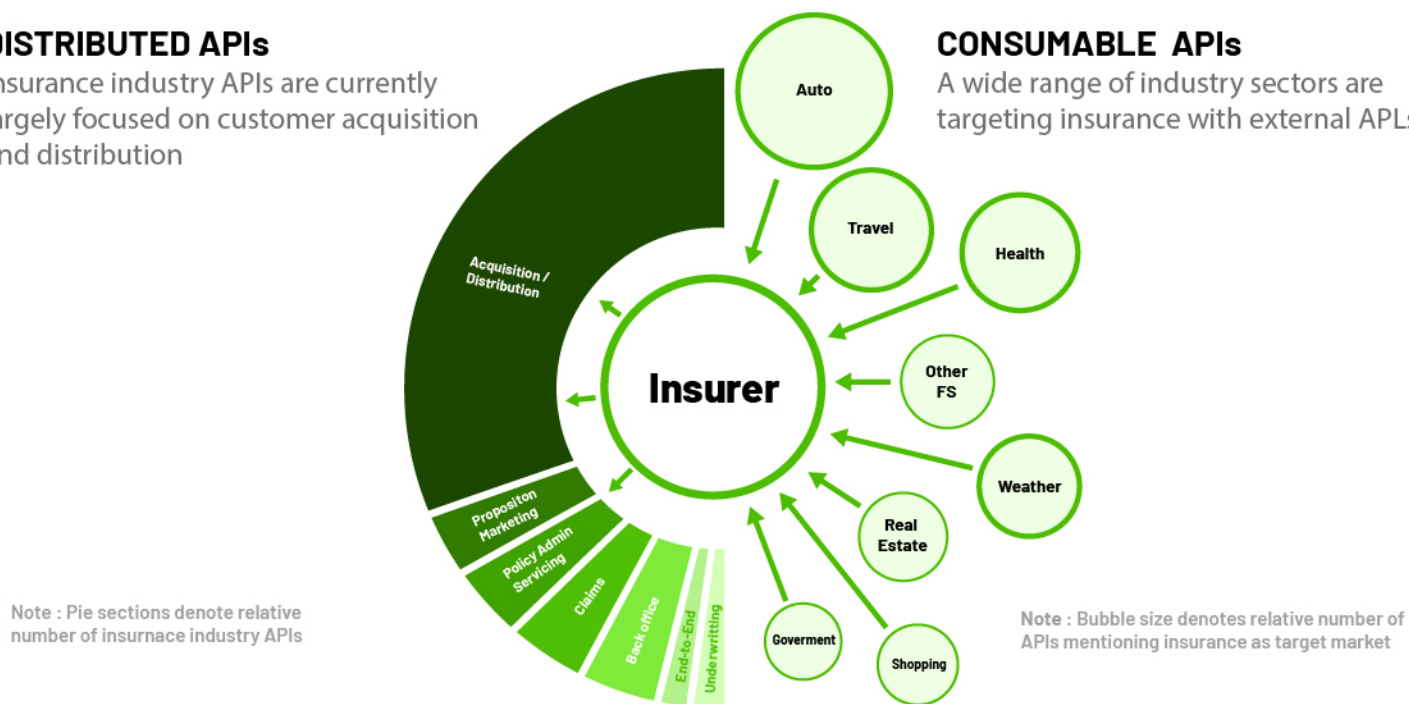 DISTRIBUTED APIs
nsurance industry APIs are currently
argely focused on customer acquisition
nd distribution
CONSUMABLE APIs
A wide range of industry sectors are
targeting insurance with external APLs
Auto
Travel
Health
Other
FS
Weather
Real
Estate
Shopping
Goverment
Insurer
Acquisition /
Distribution
Propositon
Marketing
Policy Admin
Servicing
Claims
Back office
End-to-End
Underwritting
Note : Pie sections denote relative
number of insurnace industry APIs
Note : Bubble size denotes relative number of
APIs mentioning insurance as target market